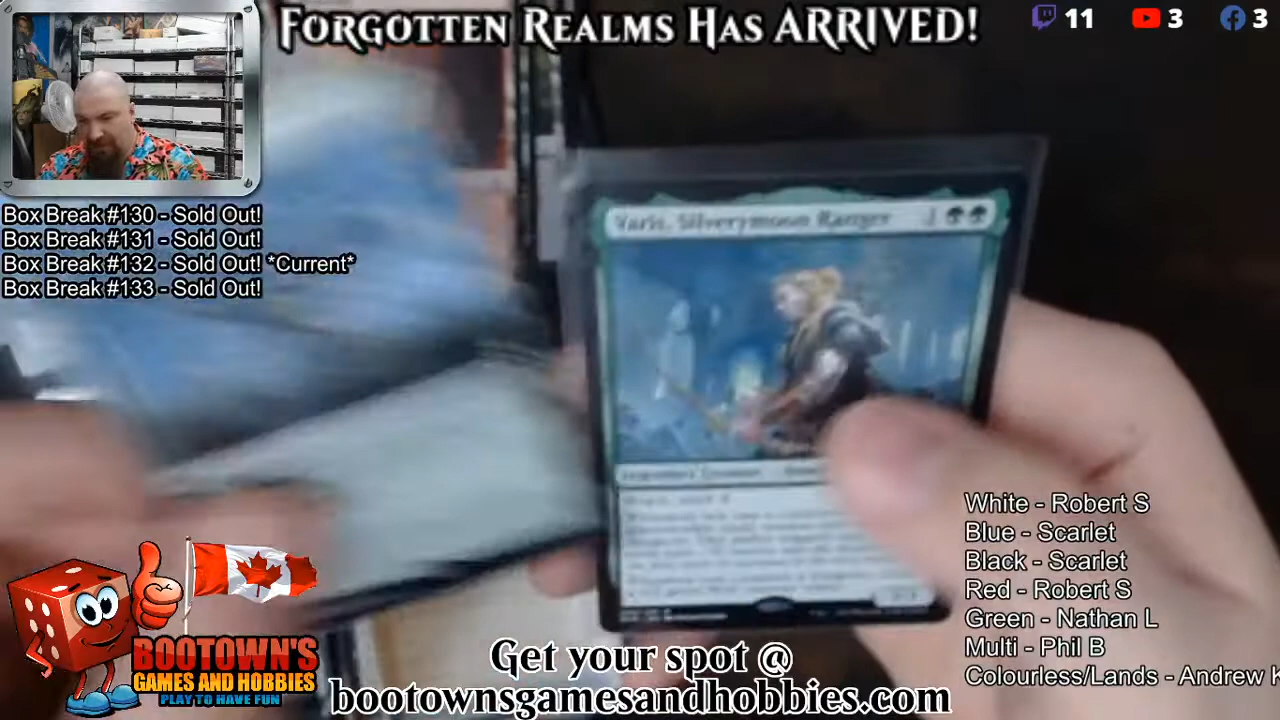 FORGOTTEN REALMS HAS ARRIVED!
11 3 3
Box Break #130 - Sold Out!
Box Break #131 - Sold Out!
Box Break #132 - Sold Out! *Current*
Box Break #133 - Sold Out!
Varis, Silverymoon Ranger 1
Legendary Creature
White - Robert S
Blue - Scarlet
Black - Scarlet
Red - Robert S
Green - Nathan L
Multi - Phil B
Colourless/Lands - Andrew K
BOOTOWN'S
GAMES AND HOBBIES
PLAY TO HAVE FUN
Get your spot @
bootownsgamesandhobbies.com